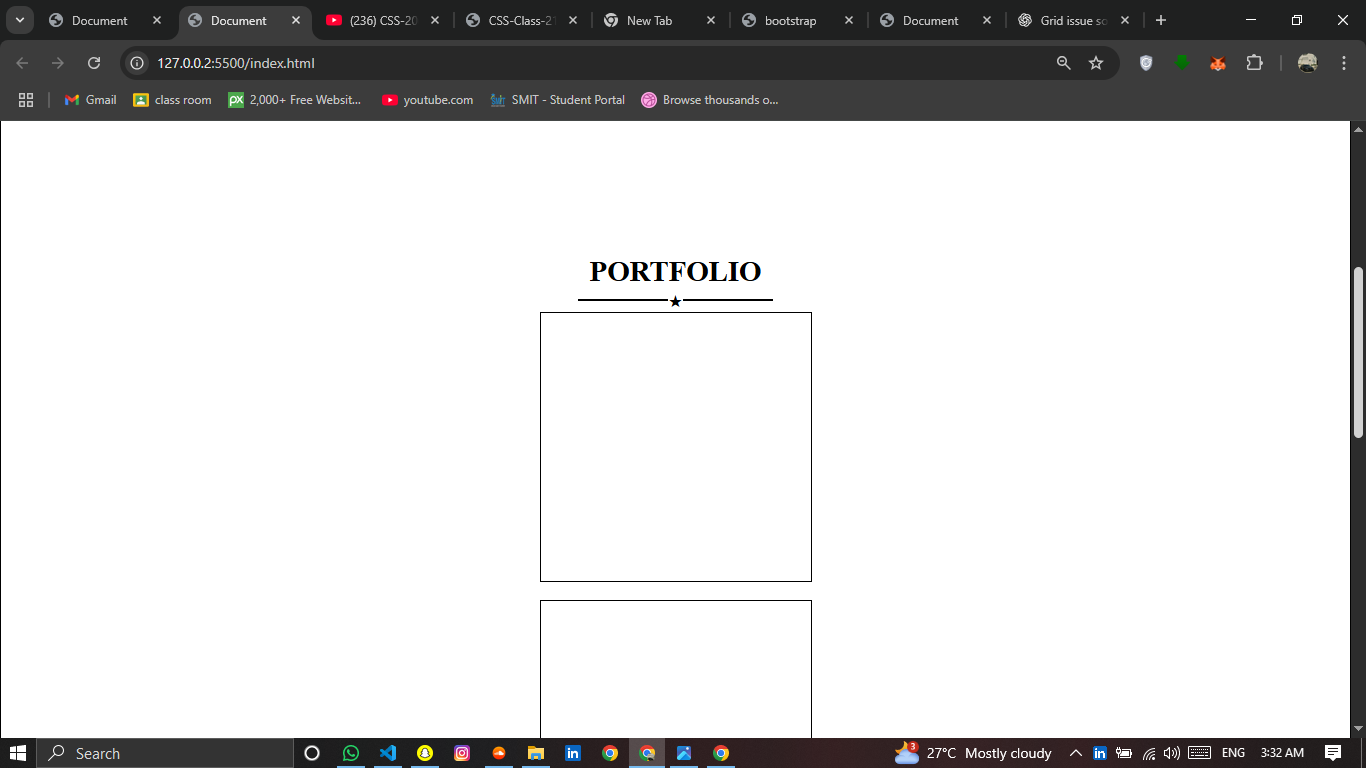 Document
Document
(236) CSS-20
CSS-Class-21
New Tab
bootstrap
Document
Grid issue so
127.0.0.2:5500/index.html
Gmail
class room
2,000+ Free Websit...
youtube.com
SMIT - Student Portal
Browse thousands o...
PORTFOLIO
Search
3
27°C Mostly cloudy
ENG
3:32 AM